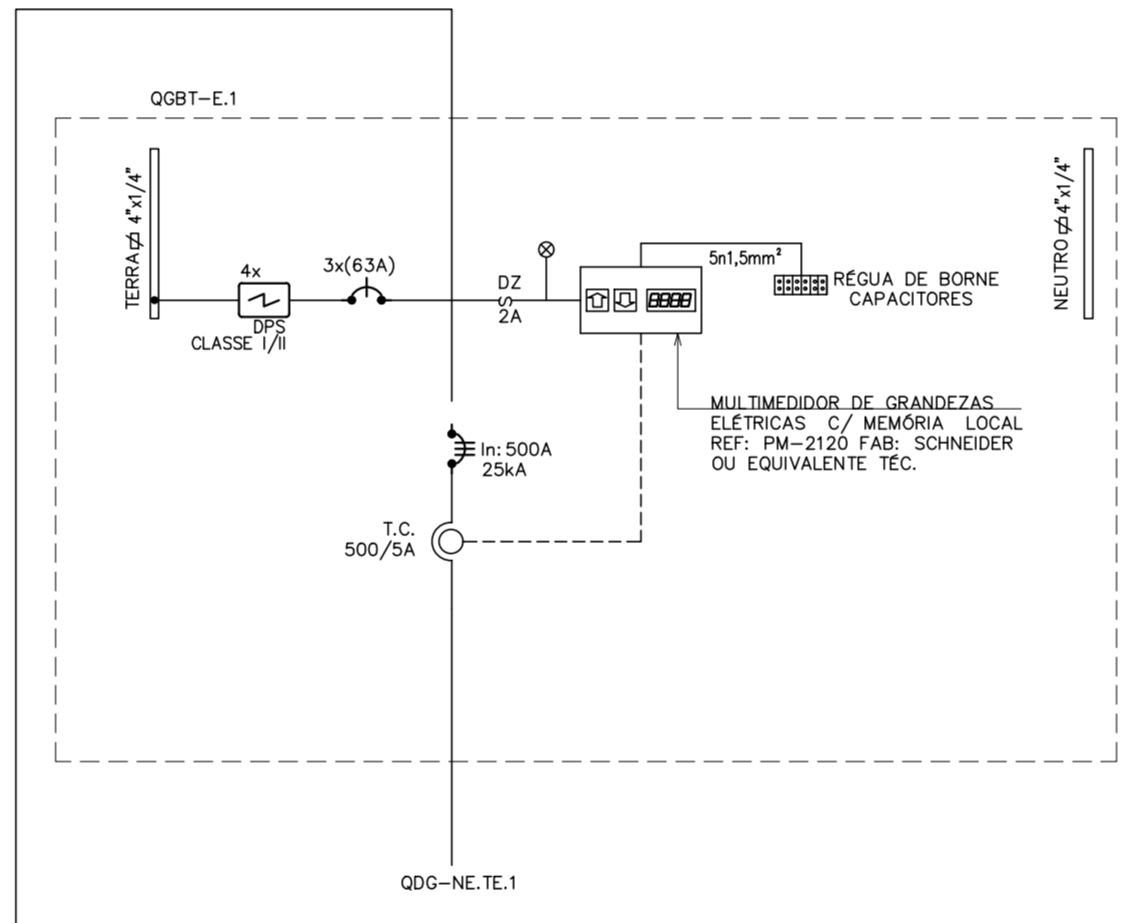 QGBT-E.1
TERRA 4"x1/4"
4x
DPS
CLASSE I/II
3x(63A)
DZ
2A
8888
5n1,5mm²
RÉGUA DE BORNE
CAPACITORES
NEUTRO 4"x1/4"
MULTIMEDIDOR DE GRANDEZAS
ELÉTRICAS C/ MEMÓRIA LOCAL
REF: PM-2120 FAB: SCHNEIDER
OU EQUIVALENTE TÉC.
In: 500A
25kA
T.C.
500/5A
QDG-NE.TE.1